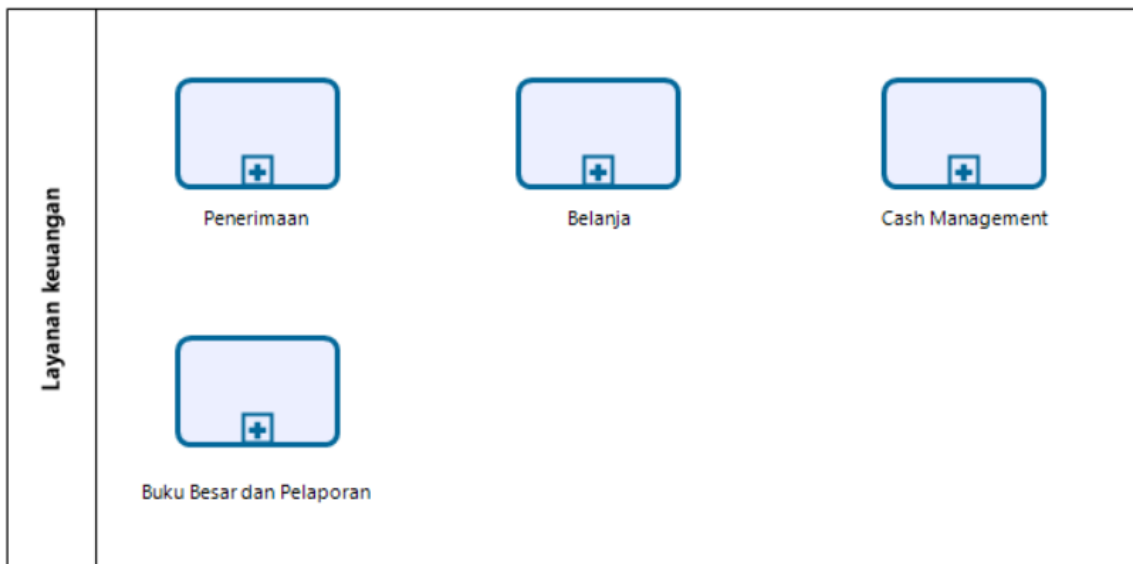 Layanan keuangan
Penerimaan
Belanja
Cash Management
Buku Besar dan Pelaporan